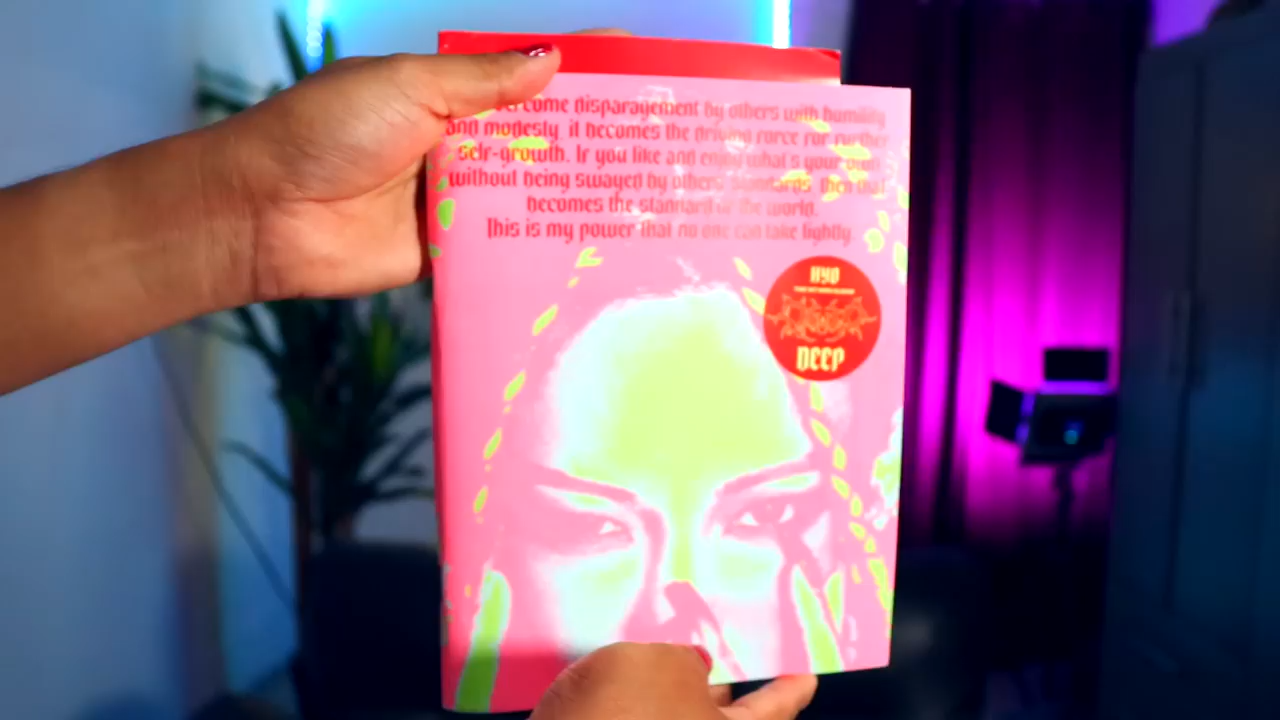 overcome disparagement by others with humility
and modesty, it becomes the driving force for further
self-growth. If you like and enjoy what's your own
without being swayed by others' standards, then that
becomes the standard of the world.
This is my power that no one can take lightly.
HYO
DEEP